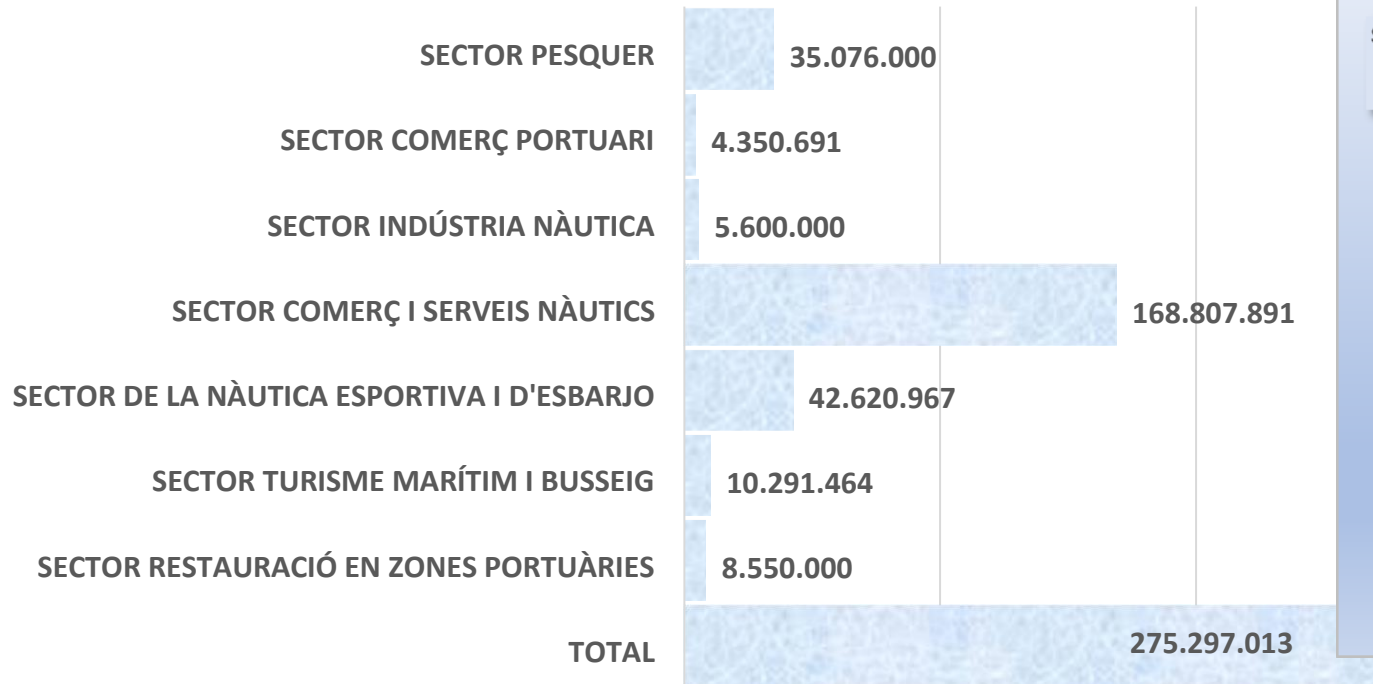 SECTOR PESQUER 35.076.000
SECTOR COMERÇ PORTUARI 4.350.691
SECTOR INDÚSTRIA NÀUTICA 5.600.000
SECTOR COMERÇ I SERVEIS NÀUTICS 168.807.891
SECTOR DE LA NÀUTICA ESPORTIVA I D'ESBARJO 42.620.967
SECTOR TURISME MARÍTIM I BUSSEIG 10.291.464
SECTOR RESTAURACIÓ EN ZONES PORTUÀRIES 8.550.000
TOTAL 275.297.013